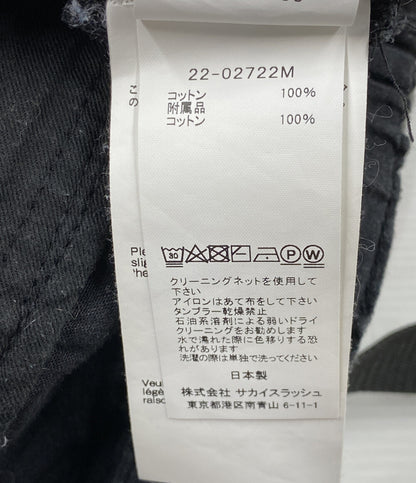 22-02722M
コットン 100%
附属品
コットン 100%
クリーニングネットを使用して
下さい
アイロンはあて布をして下さい
タンブラー乾燥禁止
石油系溶剤による弱いドライ
クリーニングをお勧めします
水で濡れた際に色移りする恐
れがあります
洗濯の際は単独で洗ってください
日本製
株式会社 サカイスラッシュ
東京都港区南青山 6-11-1